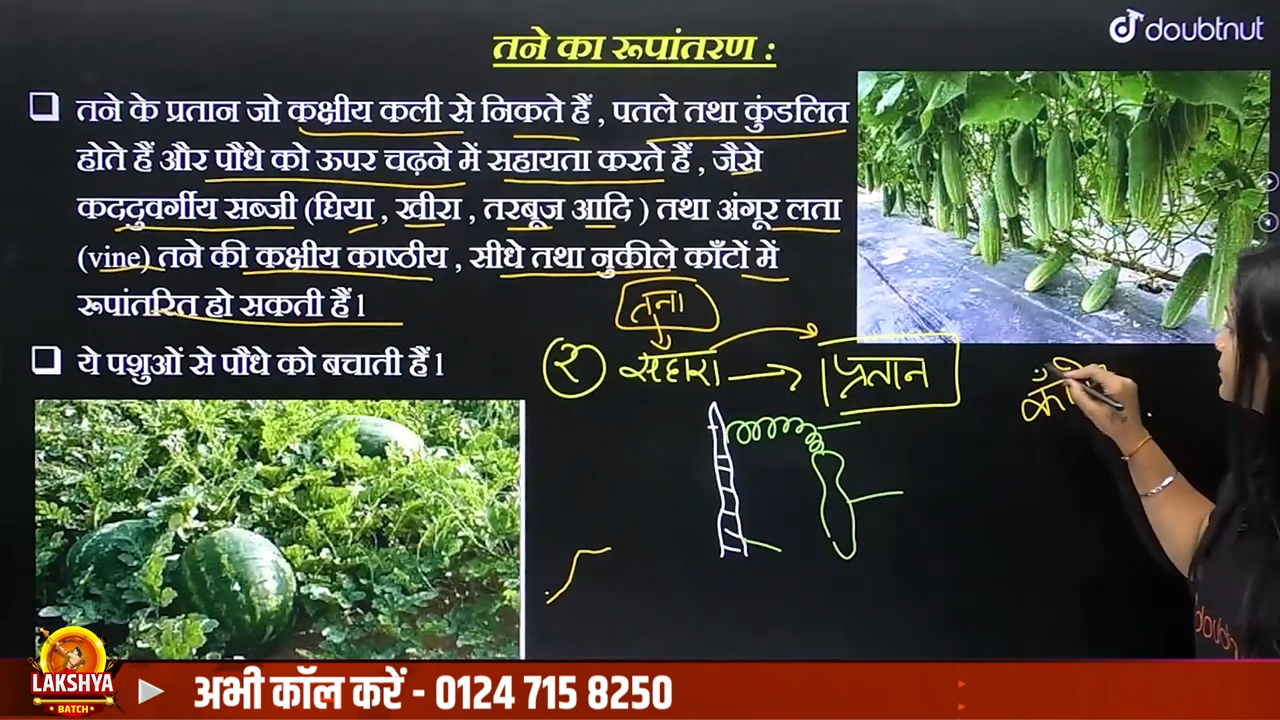 doubtnut
तने का रूपांतरण :
तने के प्रतान जो कक्षीय कली से निकते हैं , पतले तथा कुंडलित
होते हैं और पौधे को ऊपर चढ़ने में सहायता करते हैं , जैसे
कददुवर्गीय सब्जी (घिया , खीरा , तरबूज आदि ) तथा अंगूर लता
(vine) तने की कक्षीय काष्ठीय , सीधे तथा नुकीले काँटों में
रूपांतरित हो सकती हैं l
तना
२ सहारा → प्रतान
ये पशुओं से पौधे को बचाती हैं l
doubtnu
LAKSHYA
BATCH
अभी कॉल करें - 0124 715 8250